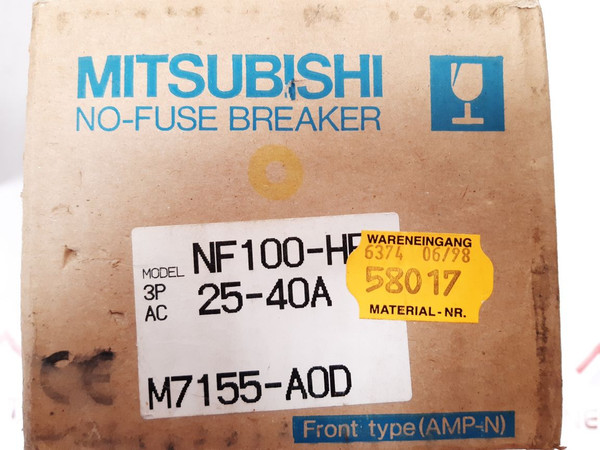 MITSUBISHI
NO-FUSE BREAKER
MODEL NF100-H
3P 25-40A
AC
M7155-A0D
WARENEINGANG
6374 06/98
58017
MATERIAL-NR.
CE
Front type(AMP-N)